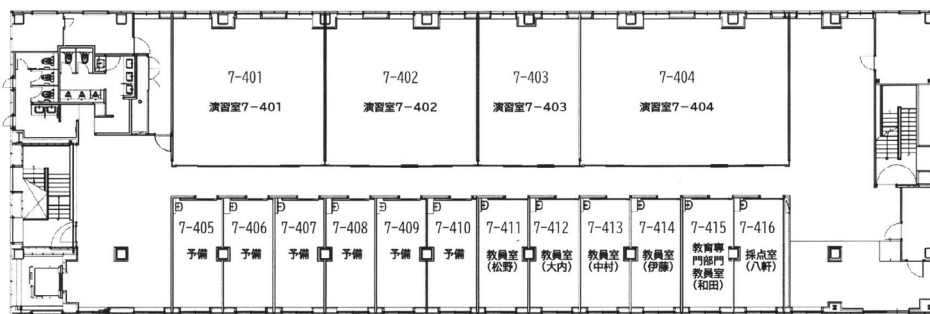 7-401
演習室7-401
7-402
演習室7-402
7-403
演習室7-403
7-404
演習室7-404
7-405
予備
7-406
予備
7-407
予備
7-408
予備
7-409
予備
7-410
予備
7-411
教員室
(松野)
7-412
教員室
(大内)
7-413
教員室
(中村)
7-414
教員室
(伊藤)
7-415
教育専
門部門
教員室
(和田)
7-416
採点室
(八軒)